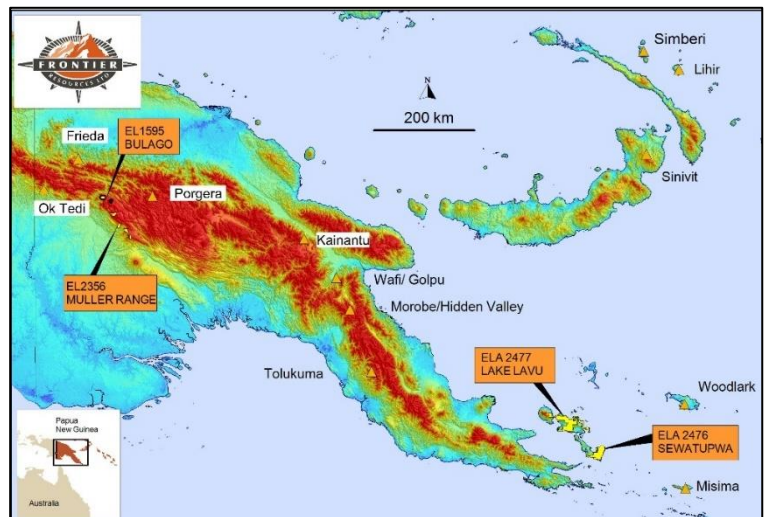 FRONTIER
RESOURCES LTD
Simberi
Lihir
N
200 km
Frieda
EL1595
BULAGO
Sinivit
Porgera
Ok Tedi
Kainantu
EL2356
MULLER RANGE
Wafi/ Golpu
Morobe/Hidden Valley
ELA 2477
LAKE LAVU
Tolukuma
Woodlark
ELA 2476
SEWATUPWA
Papua
New Guinea
Misima
Australia